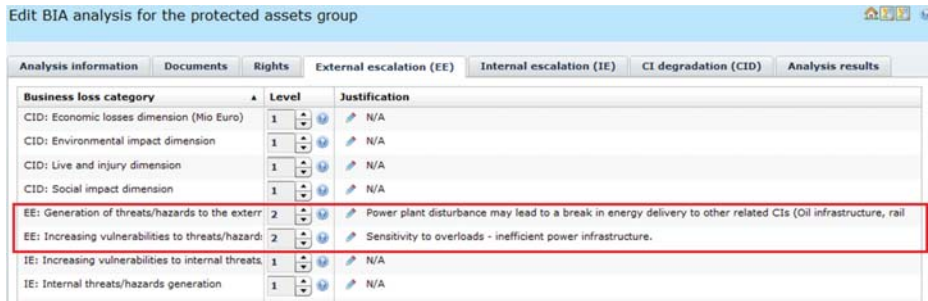 Edit BIA analysis for the protected assets group
Analysis information Documents Rights External escalation (EE) Internal escalation (IE) CI degradation (CID) Analysis results
Business loss category Level Justification
CID: Economic losses dimension (Mio Euro) 1 N/A
CID: Environmental impact dimension 1 N/A
CID: Live and injury dimension 1 N/A
CID: Social impact dimension 1 N/A
EE: Generation of threats/hazards to the extern 2 Power plant disturbance may lead to a break in energy delivery to other related CIs (Oil infrastructure, rail
EE: Increasing vulnerabilities to threats/hazards 2 Sensitivity to overloads - inefficient power infrastructure.
IE: Increasing vulnerabilities to internal threats, 1 N/A
IE: Internal threats/hazards generation 1 N/A